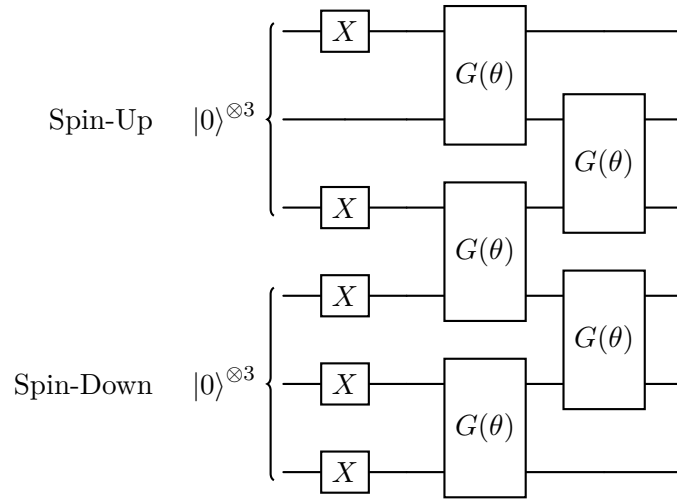 X
G(θ)
Spin-Up |0⟩⊗3
G(θ)
X
G(θ)
X
G(θ)
Spin-Down |0⟩⊗3 X
G(θ)
X